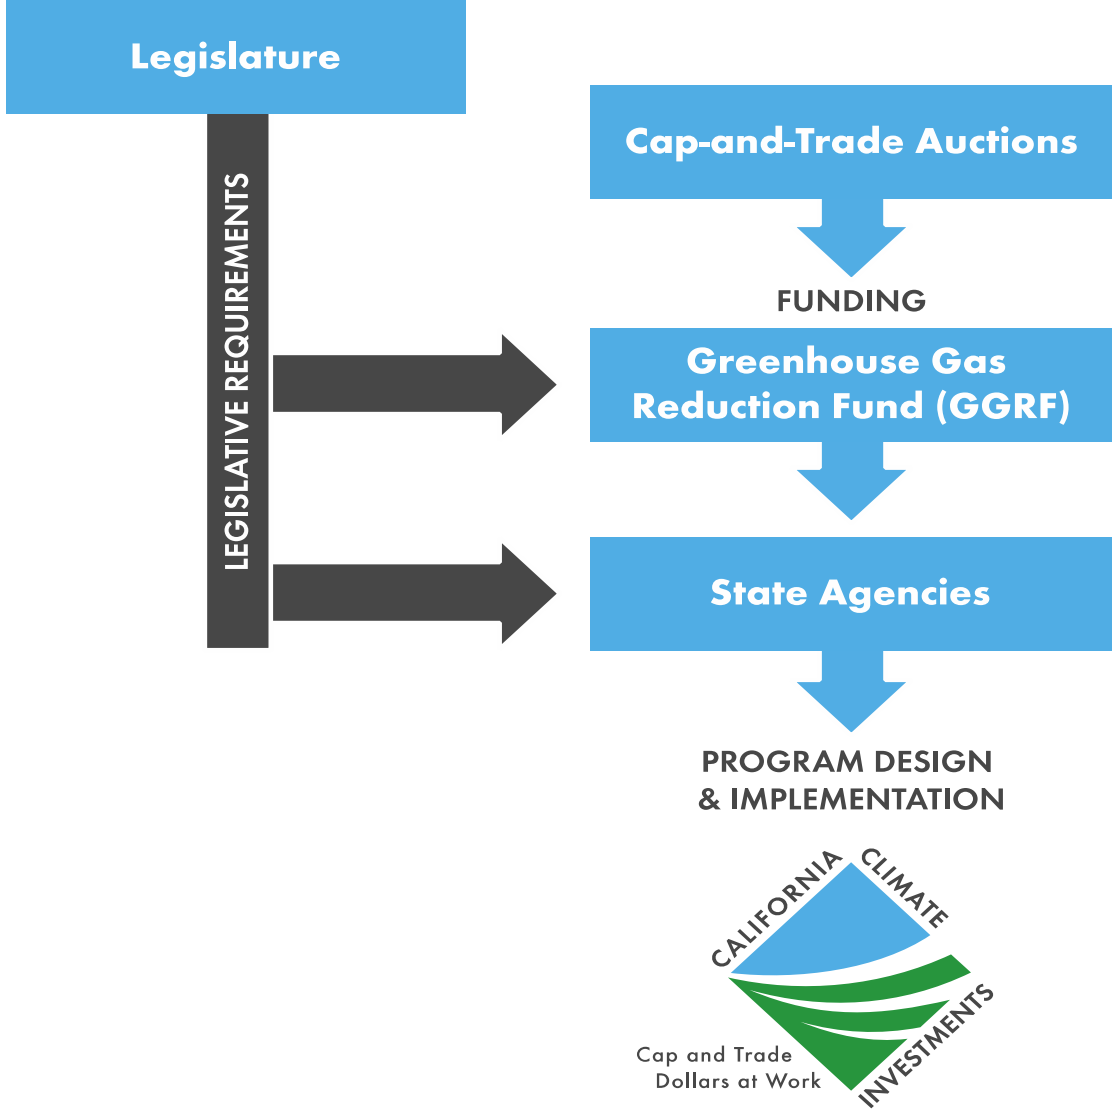 Legislature
LEGISLATIVE REQUIREMENTS
Cap-and-Trade Auctions
FUNDING
Greenhouse Gas
Reduction Fund (GGRF)
State Agencies
PROGRAM DESIGN
& IMPLEMENTATION
CALIFORNIA
CLIMATE
INVESTMENTS
Cap and Trade
Dollars at Work